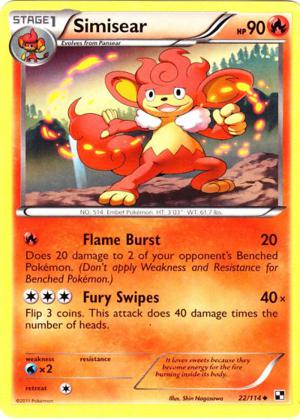 STAGE1
Simisear
HP 90
Evolves from Pansear
NO. 514 Ember Pokémon HT: 3'03" WT: 61.7 lbs.
Flame Burst 20
Does 20 damage to 2 of your opponent's Benched
Pokémon. (Don't apply Weakness and Resistance for
Benched Pokémon.)
Fury Swipes 40×
Flip 3 coins. This attack does 40 damage times
the number of heads.
weakness resistance
×2
retreat
It loves sweets because they
become energy for the fire
burning inside its body.
©2011 Pokémon
Illus. Shin Nagasawa
22/114